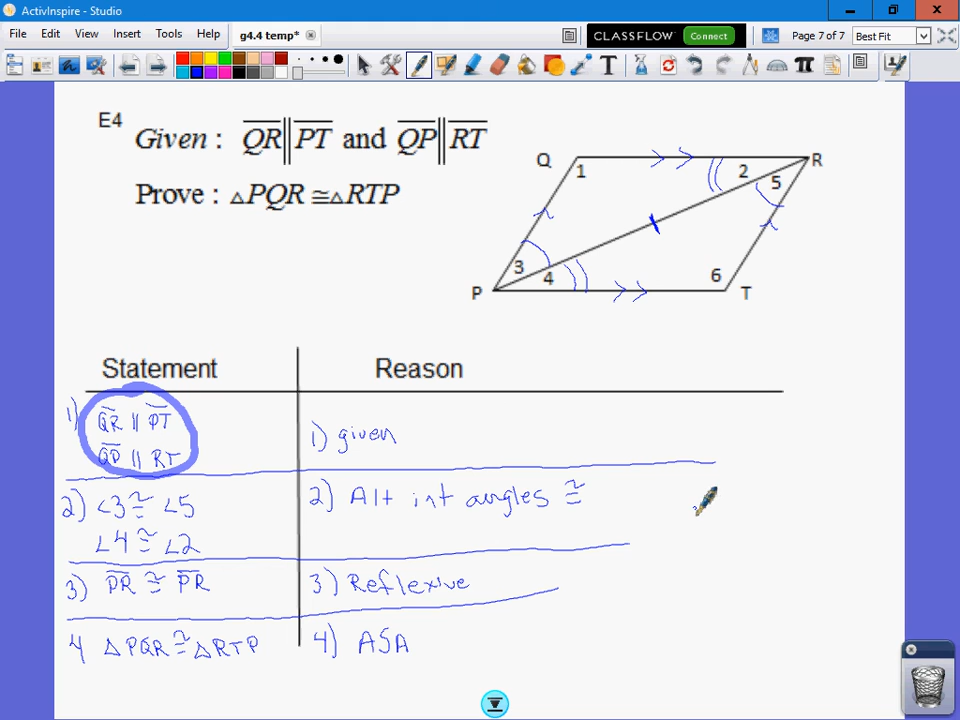 ActivInspire - Studio
File Edit View Insert Tools Help g4.4 temp* CLASSFLOW Connect Page 7 of 7 Best Fit
E4
Given : QR||PT and QP||RT
Prove : △PQR ≅ △RTP
Q 1 2 R
5
3 4 6
P T
Statement Reason
1) QR || PT
QP || RT
1) given
2) ∠3 ≅ ∠5
∠4 ≅ ∠2
2) Alt int angles ≅
3) PR ≅ PR
3) Reflexive
4 △PQR ≅ △RTP
4) ASA